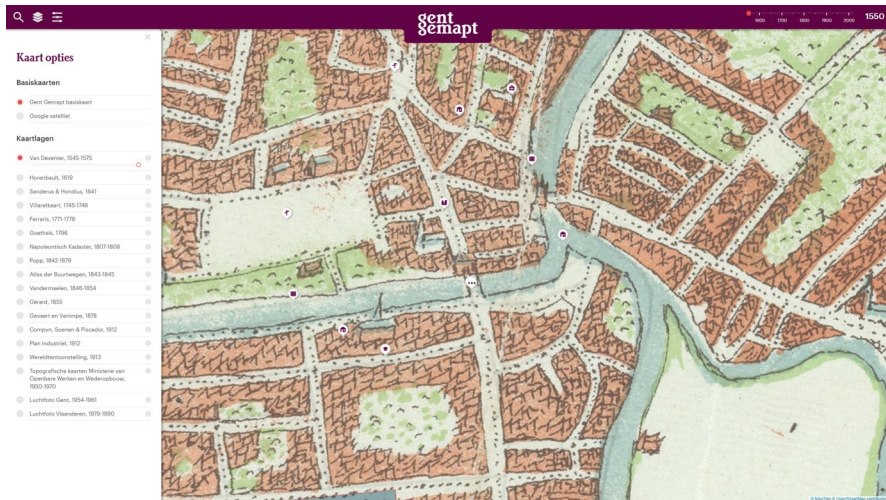 gent
gemapt
1600 1700 1800 1900 2000
1550
Kaart opties
Basiskaarten
Gent Gemapt basiskaart
Google satelliet
Kaartlagen
Van Deventer, 1545-1575
Horenbault, 1619
Sanderus & Hondius, 1641
Villaretkaart, 1745-1748
Ferraris, 1771-1778
Goethals, 1796
Napoleontisch Kadaster, 1807-1808
Popp, 1842-1879
Atlas der Buurtwegen, 1843-1845
Vandermaelen, 1846-1854
Gérard, 1855
Gevaert en Vanimpe, 1878
Compyn, Soenen & Piscador, 1912
Plan Industriel, 1912
Wereldtentoonstelling, 1913
Topografische kaarten Ministerie van
Openbare Werken en Wederopbouw,
1950-1970
Luchtfoto Gent, 1954-1961
Luchtfoto Vlaanderen, 1979-1990
© MapTiler © OpenStreetMap contributors